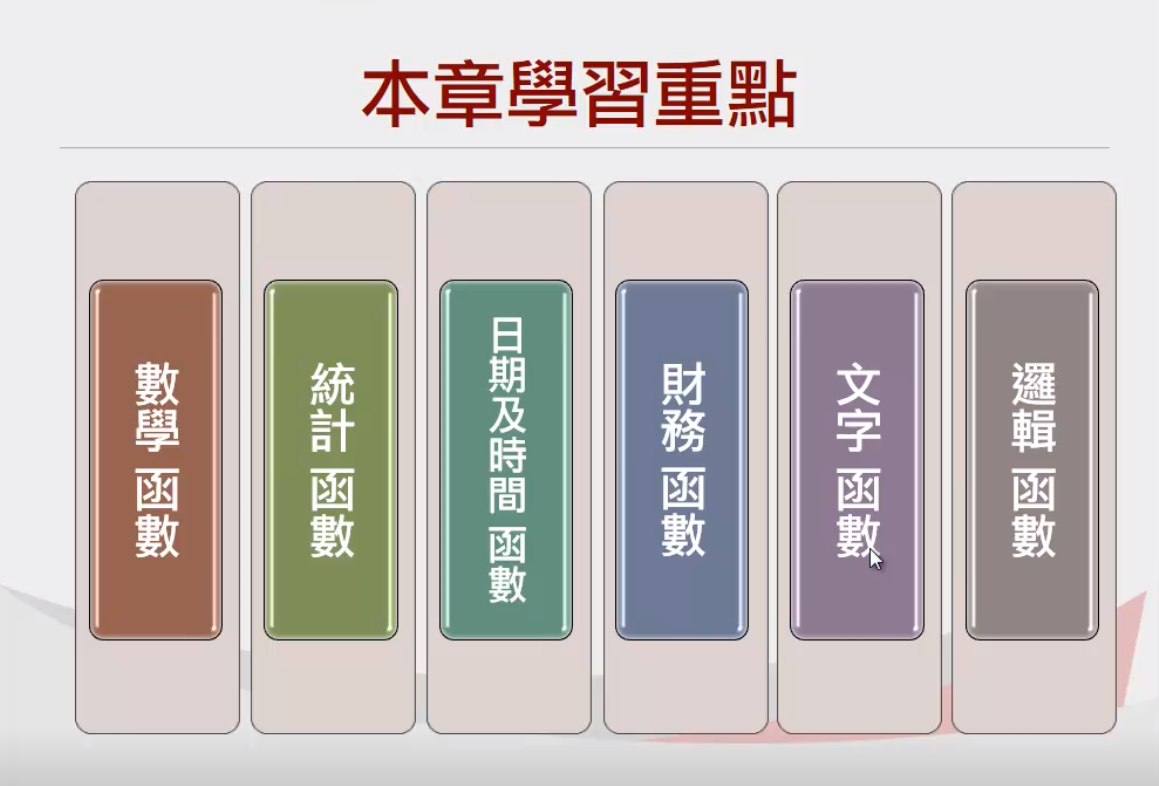 本章學習重點
數學 函數
統計 函數
日期及時間 函數
財務 函數
文字 函數
邏輯 函數